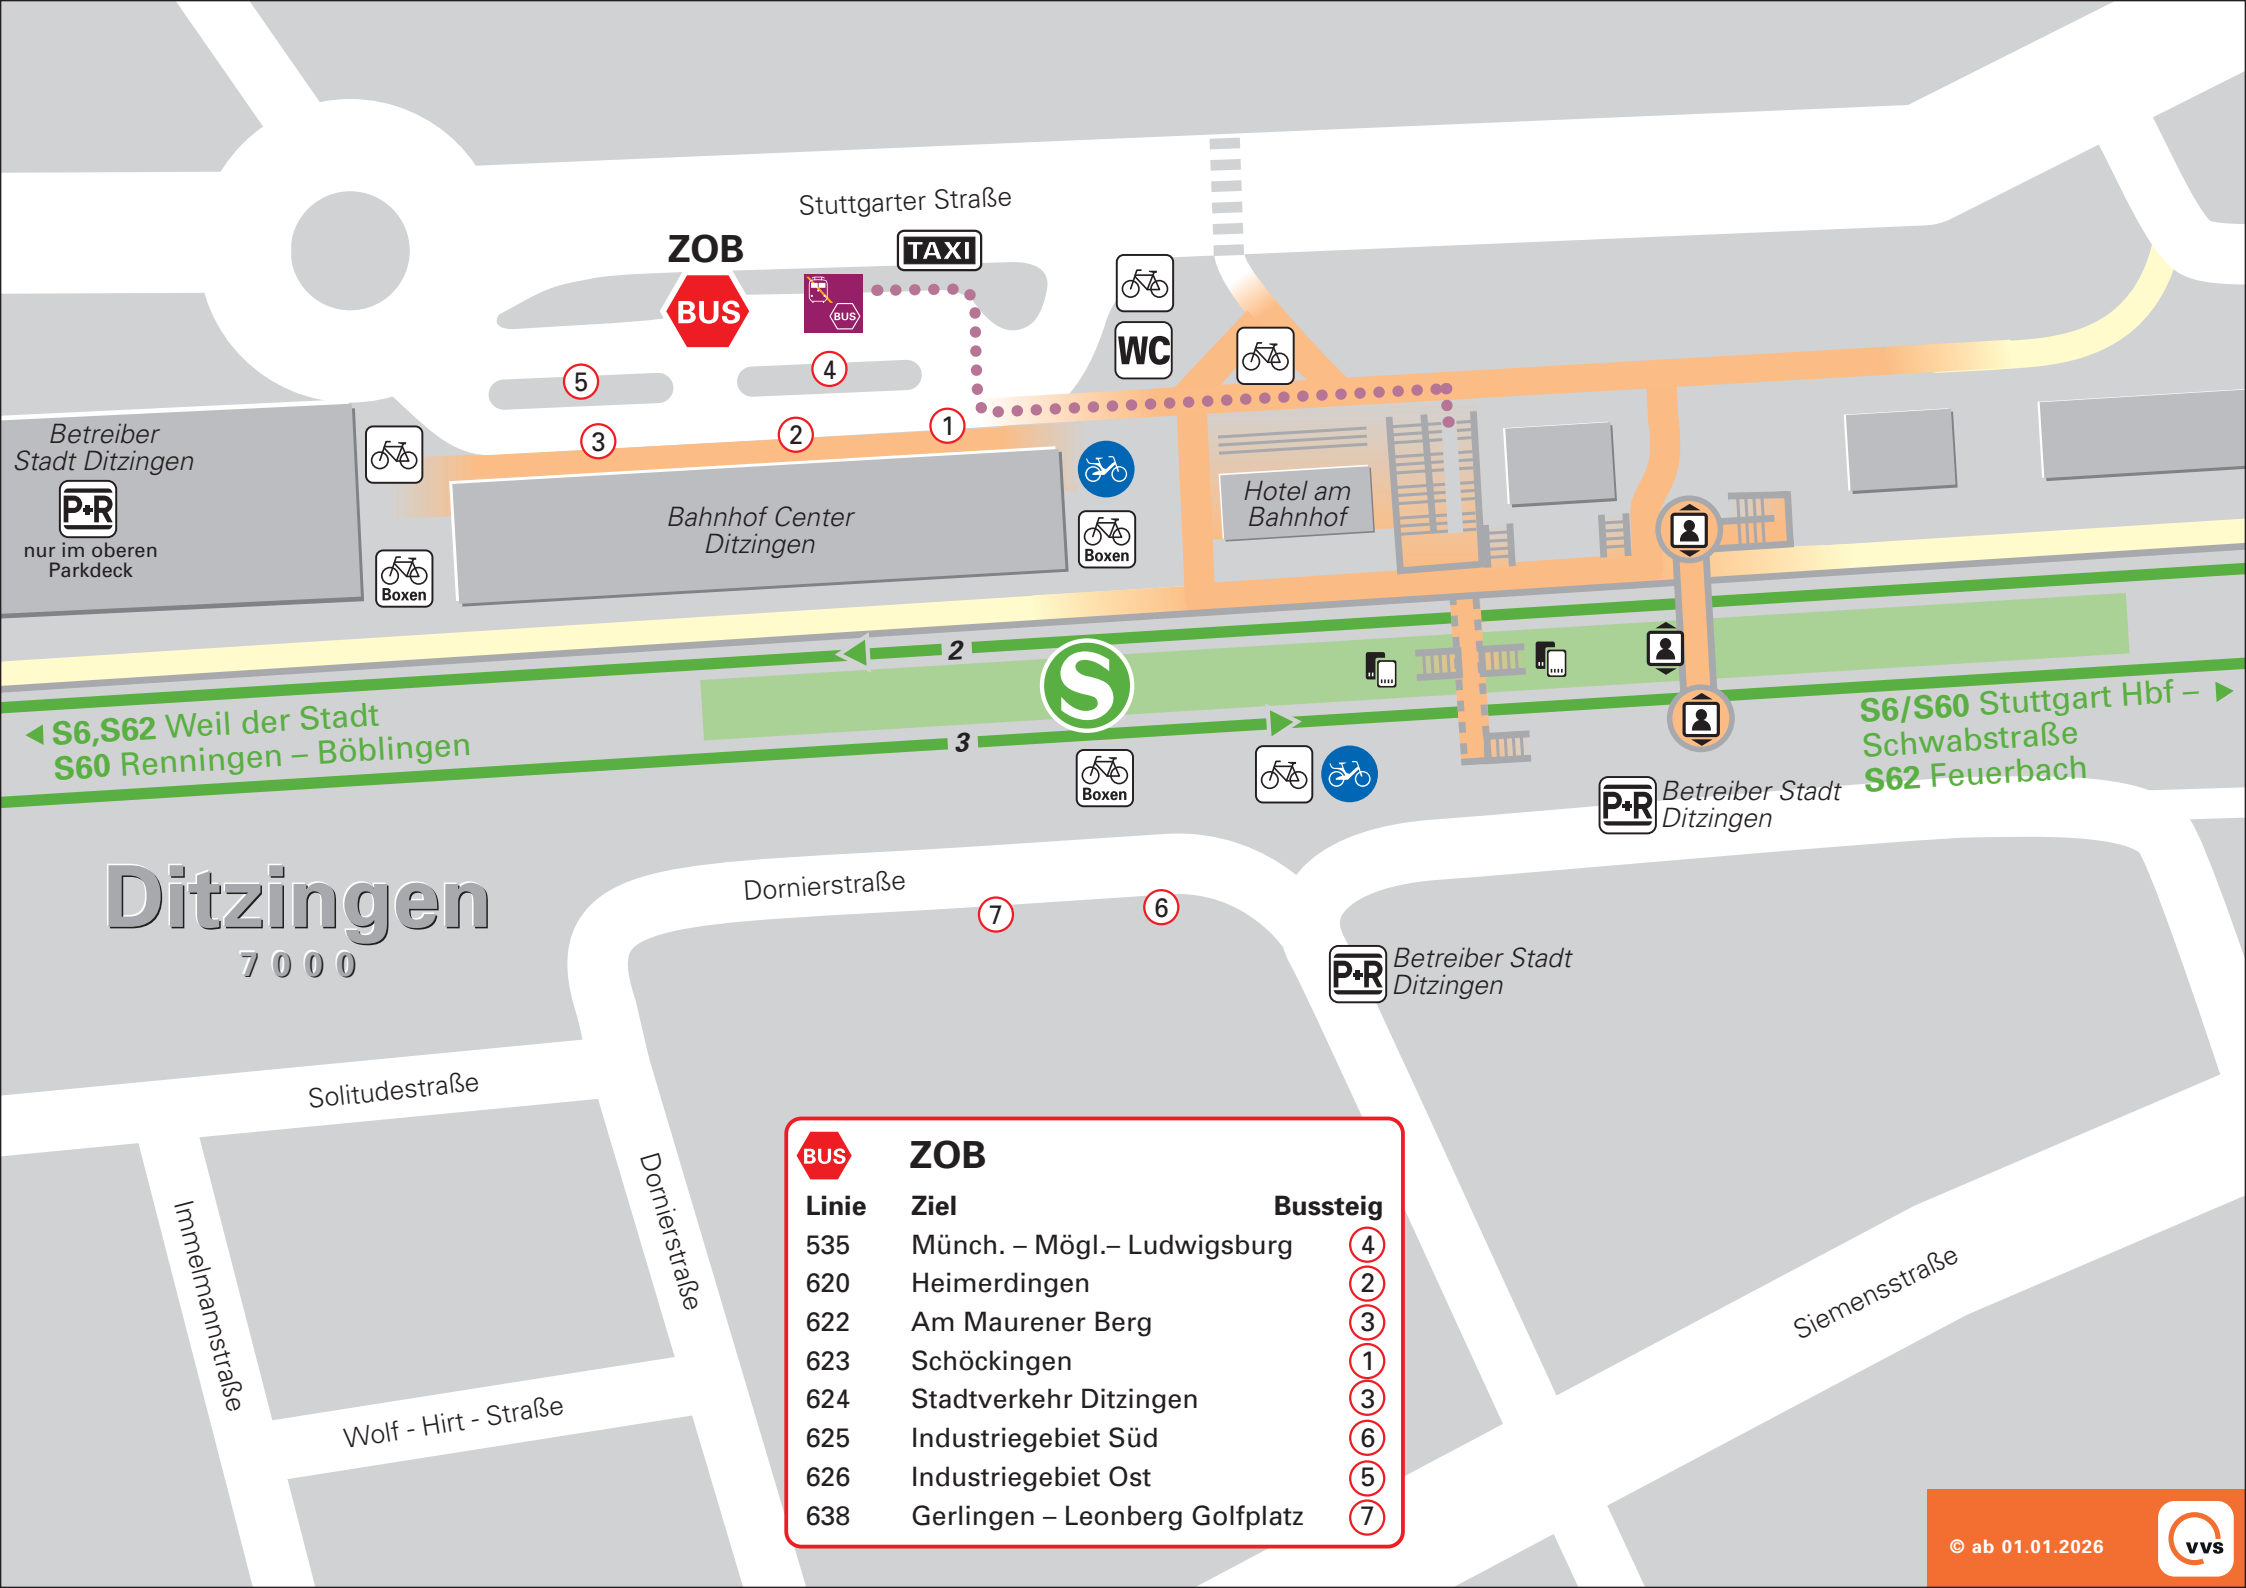 Stuttgarter Straße
ZOB
TAXI
BUS
BUS
WC
5
4
3
2
1
Betreiber
Stadt Ditzingen
P+R
nur im oberen
Parkdeck
Boxen
Bahnhof Center
Ditzingen
Boxen
Hotel am
Bahnhof
2
S
3
S6,S62 Weil der Stadt
S60 Renningen – Böblingen
S6/S60 Stuttgart Hbf –
Schwabstraße
S62 Feuerbach
Boxen
P+R
Betreiber Stadt
Ditzingen
Ditzingen
7000
Dornierstraße
7
6
P+R
Betreiber Stadt
Ditzingen
Solitudestraße
Immelmannstraße
Dornierstraße
Wolf - Hirt - Straße
Siemensstraße
BUS ZOB
Linie Ziel Bussteig
535 Münch. – Mögl.– Ludwigsburg 4
620 Heimerdingen 2
622 Am Maurener Berg 3
623 Schöckingen 1
624 Stadtverkehr Ditzingen 3
625 Industriegebiet Süd 6
626 Industriegebiet Ost 5
638 Gerlingen – Leonberg Golfplatz 7
© ab 01.01.2026
vvs